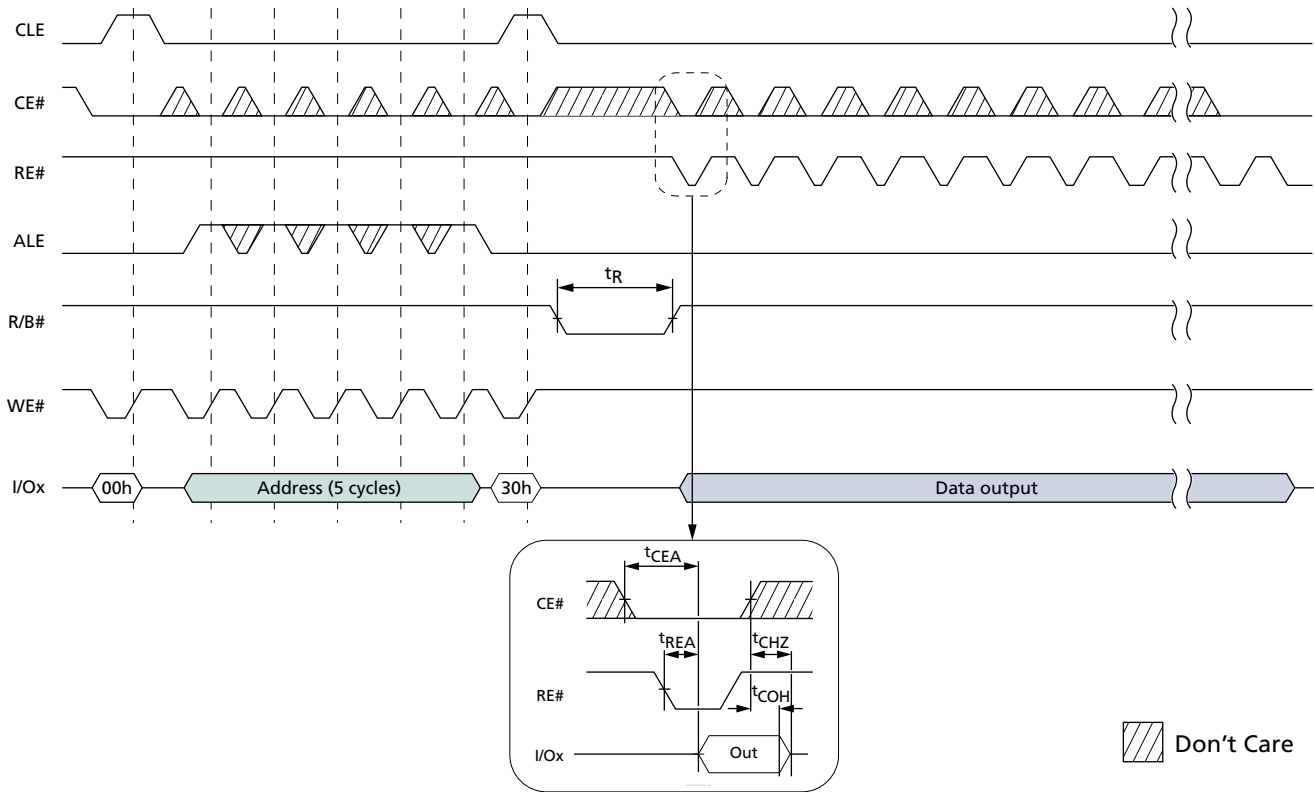 CLE
CE#
RE#
ALE
tR
R/B#
WE#
I/Ox
00h
Address (5 cycles)
30h
Data output
tCEA
CE#
tREA
tCHZ
RE#
tCOH
I/Ox
Out
Don't Care